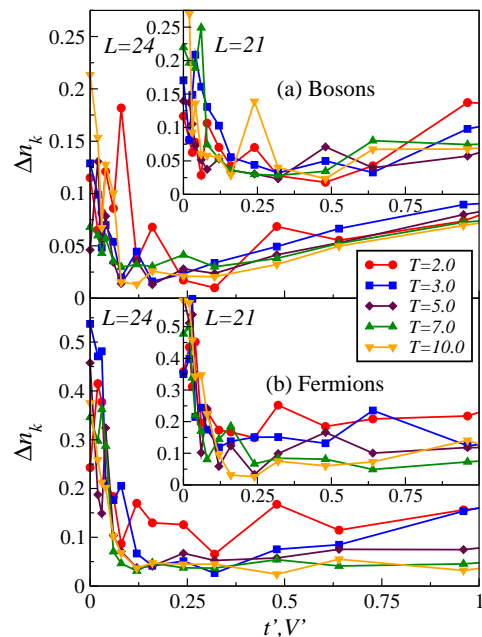 0.25
0.2
0.15
0.1
0.05
0
Δn_k
L=24
L=21
0.25
0.20
0.15
0.10
0.05
0
0 0.25 0.5 0.75
(a) Bosons
T=2.0
T=3.0
T=5.0
T=7.0
T=10.0
0.5
0.4
0.3
0.2
0.1
0
Δn_k
L=24
L=21
0.5
0.4
0.3
0.2
0.1
0
0 0.25 0.5 0.75
(b) Fermions
0 0.25 0.5 0.75 1
t',V'